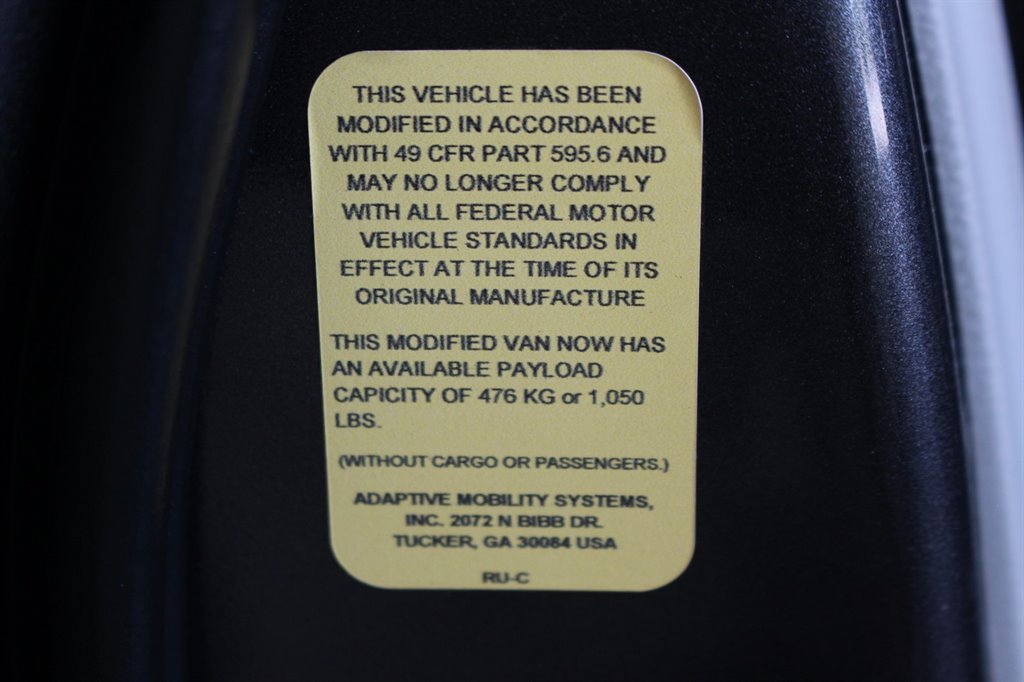 THIS VEHICLE HAS BEEN
MODIFIED IN ACCORDANCE
WITH 49 CFR PART 595.6 AND
MAY NO LONGER COMPLY
WITH ALL FEDERAL MOTOR
VEHICLE STANDARDS IN
EFFECT AT THE TIME OF ITS
ORIGINAL MANUFACTURE
THIS MODIFIED VAN NOW HAS
AN AVAILABLE PAYLOAD
CAPICITY OF 476 KG or 1,050
LBS.
(WITHOUT CARGO OR PASSENGERS.)
ADAPTIVE MOBILITY SYSTEMS,
INC. 2072 N BIBB DR.
TUCKER, GA 30084 USA
RU-C